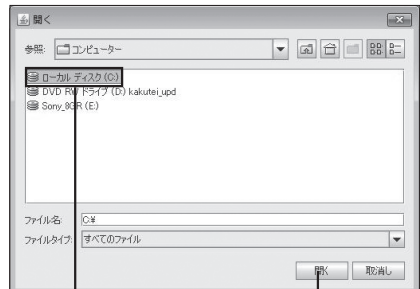 開く
参照: コンピューター
ローカル ディスク (C:)
DVD RW ドライブ (D:) kakutei_upd
Sony_8GR (E:)
ファイル名: C:¥
ファイルタイプ: すべてのファイル
開く 取消し